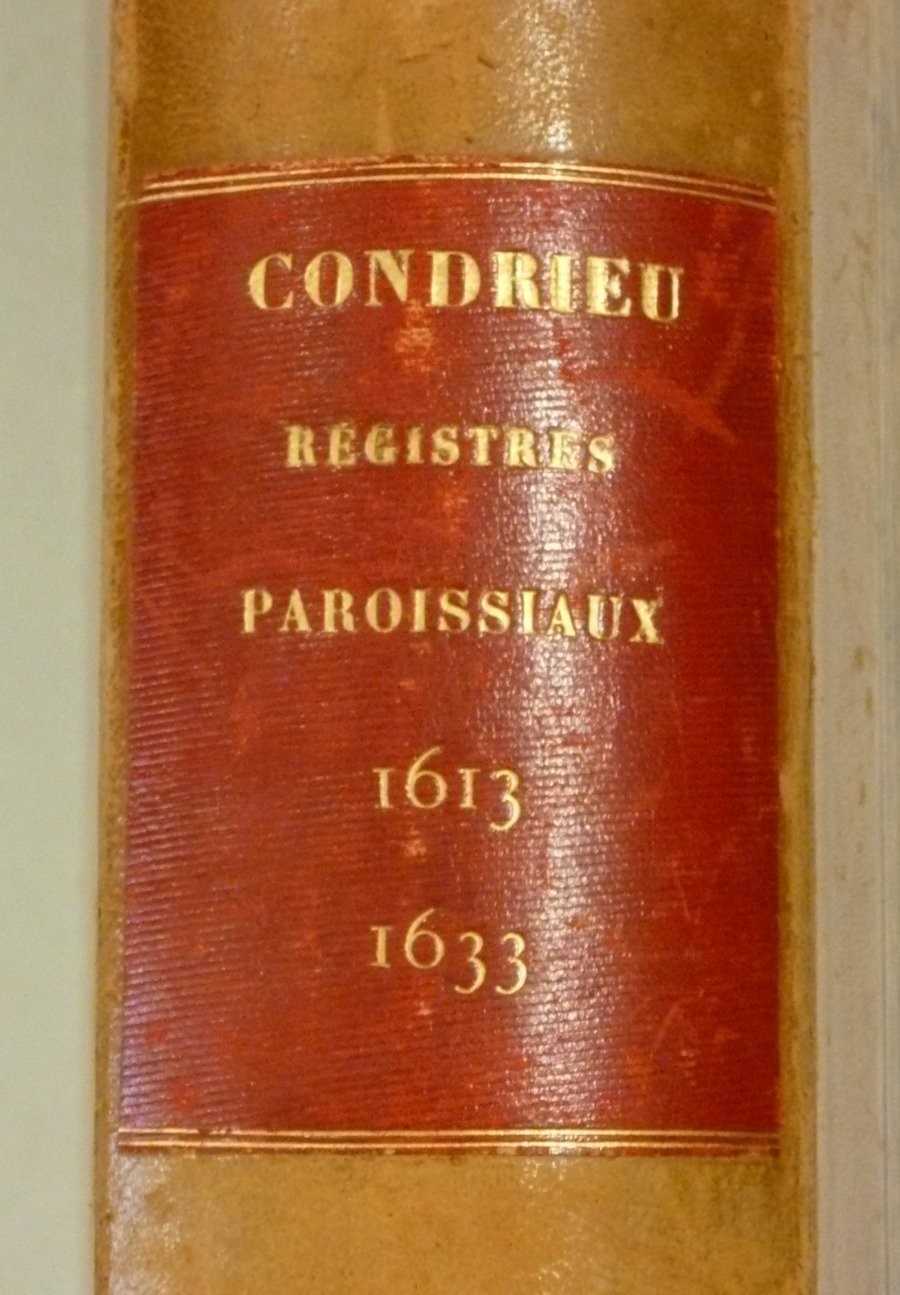 CONDRIEU
RÉGISTRES
PAROISSIAUX
1613
1633